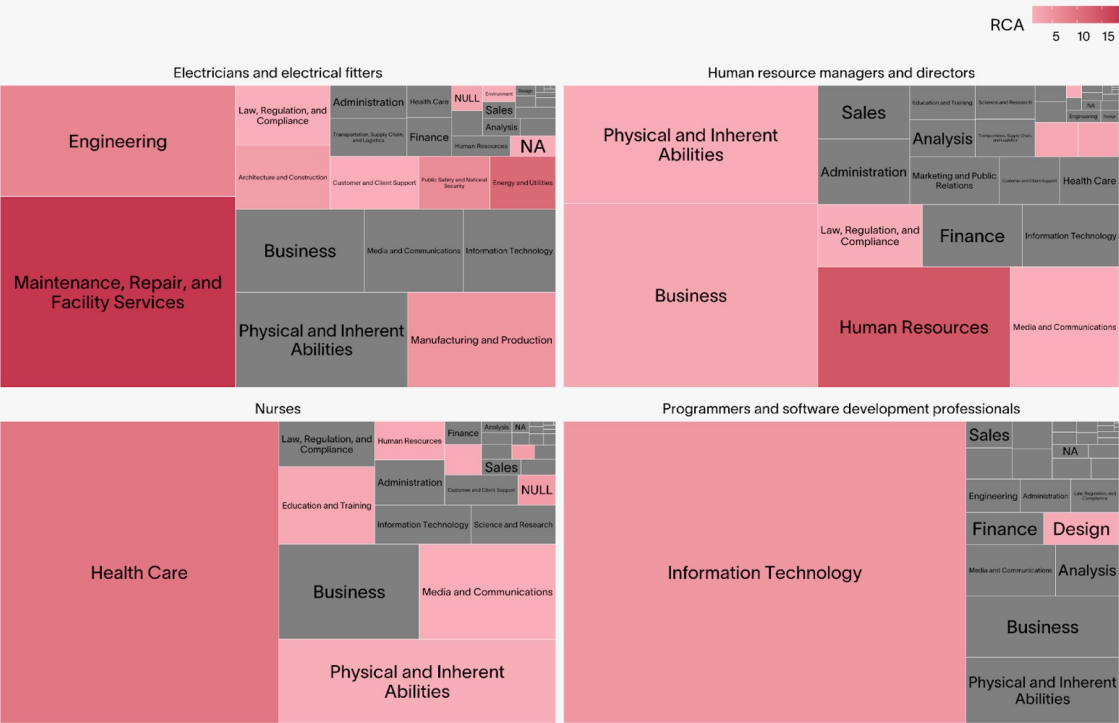 RCA
5 10 15
Electricians and electrical fitters
Engineering
Maintenance, Repair, and
Facility Services
Law, Regulation, and
Compliance
Administration
Health Care
NULL
Environment
Design
Sales
Transportation, Supply Chain,
and Logistics
Finance
Analysis
Human Resources
NA
Architecture and Construction
Customer and Client Support
Public Safety and National
Security
Energy and Utilities
Business
Media and Communications
Information Technology
Physical and Inherent
Abilities
Manufacturing and Production
Human resource managers and directors
Physical and Inherent
Abilities
Business
Sales
Education and Training
Science and Research
NA
Engineering
Design
Analysis
Transportation, Supply Chain,
and Logistics
Administration
Marketing and Public
Relations
Customer and Client Support
Health Care
Law, Regulation, and
Compliance
Finance
Information Technology
Human Resources
Media and Communications
Nurses
Health Care
Law, Regulation, and
Compliance
Human Resources
Finance
Analysis
NA
Sales
Administration
Customer and Client Support
NULL
Education and Training
Information Technology
Science and Research
Business
Media and Communications
Physical and Inherent
Abilities
Programmers and software development professionals
Information Technology
Sales
NA
Engineering
Administration
Law, Regulation, and
Compliance
Finance
Design
Media and Communications
Analysis
Business
Physical and Inherent
Abilities